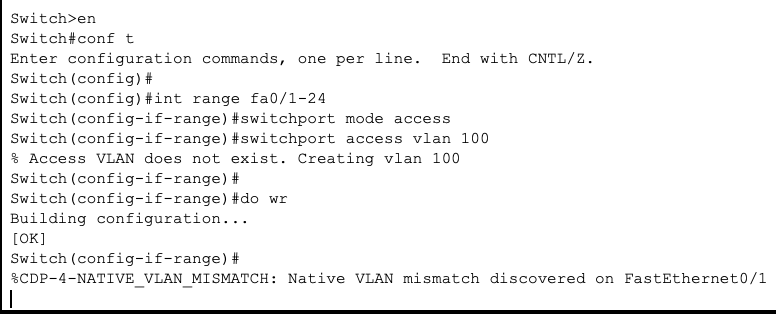 Switch>en
Switch#conf t
Enter configuration commands, one per line.  End with CNTL/Z.
Switch(config)#
Switch(config)#int range fa0/1-24
Switch(config-if-range)#switchport mode access
Switch(config-if-range)#switchport access vlan 100
% Access VLAN does not exist. Creating vlan 100
Switch(config-if-range)#
Switch(config-if-range)#do wr
Building configuration...
[OK]
Switch(config-if-range)#
%CDP-4-NATIVE_VLAN_MISMATCH: Native VLAN mismatch discovered on FastEthernet0/1